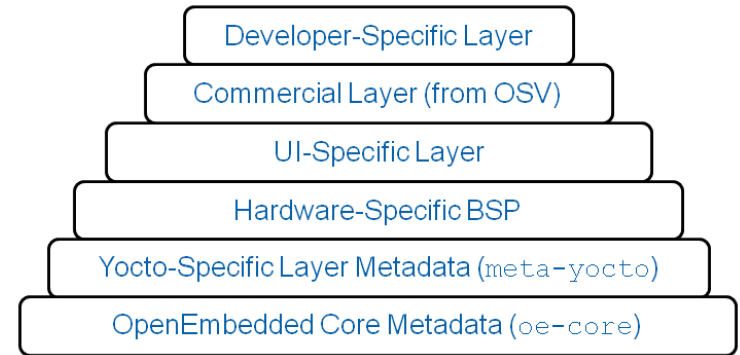 Developer-Specific Layer
Commercial Layer (from OSV)
UI-Specific Layer
Hardware-Specific BSP
Yocto-Specific Layer Metadata (meta-yocto)
OpenEmbedded Core Metadata (oe-core)